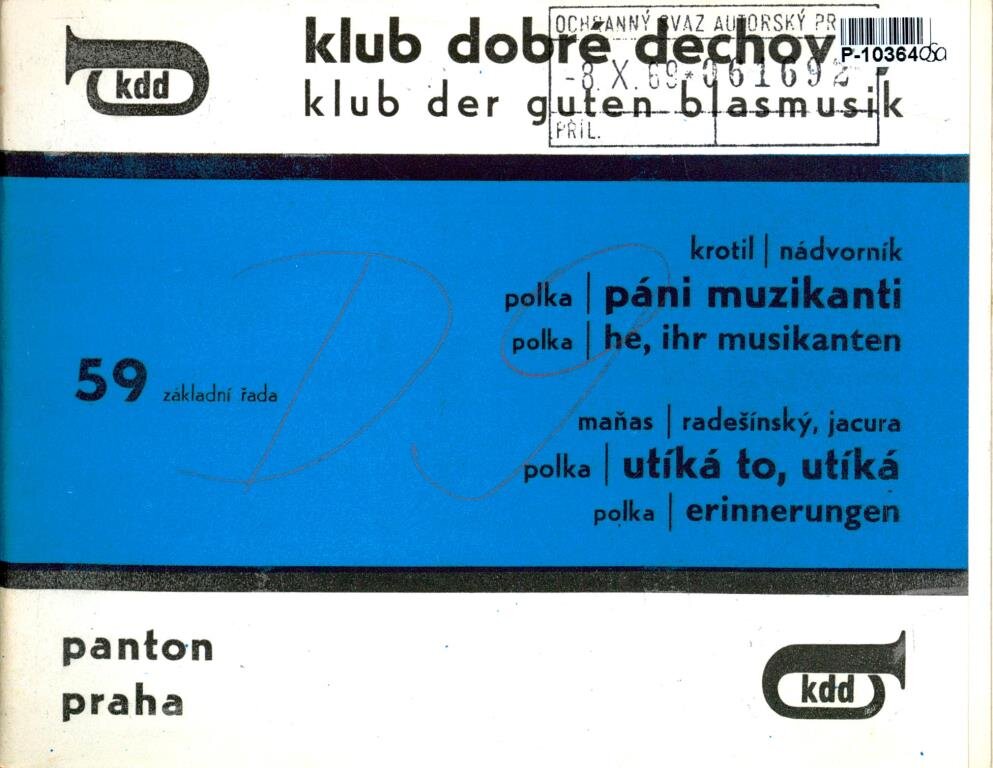 kdd
klub dobré dechov
OCHRANNÝ SVAZ AUTORSKÝ PR
P-10364
-8. X. 69*061692
klub der guten blasmusik
PŘÍL.
krotil | nádvorník
polka | páni muzikanti
polka | he, ihr musikanten
59 základní řada
maňas | radešínský, jacura
polka | utíká to, utíká
polka | erinnerungen
panton
praha
kdd